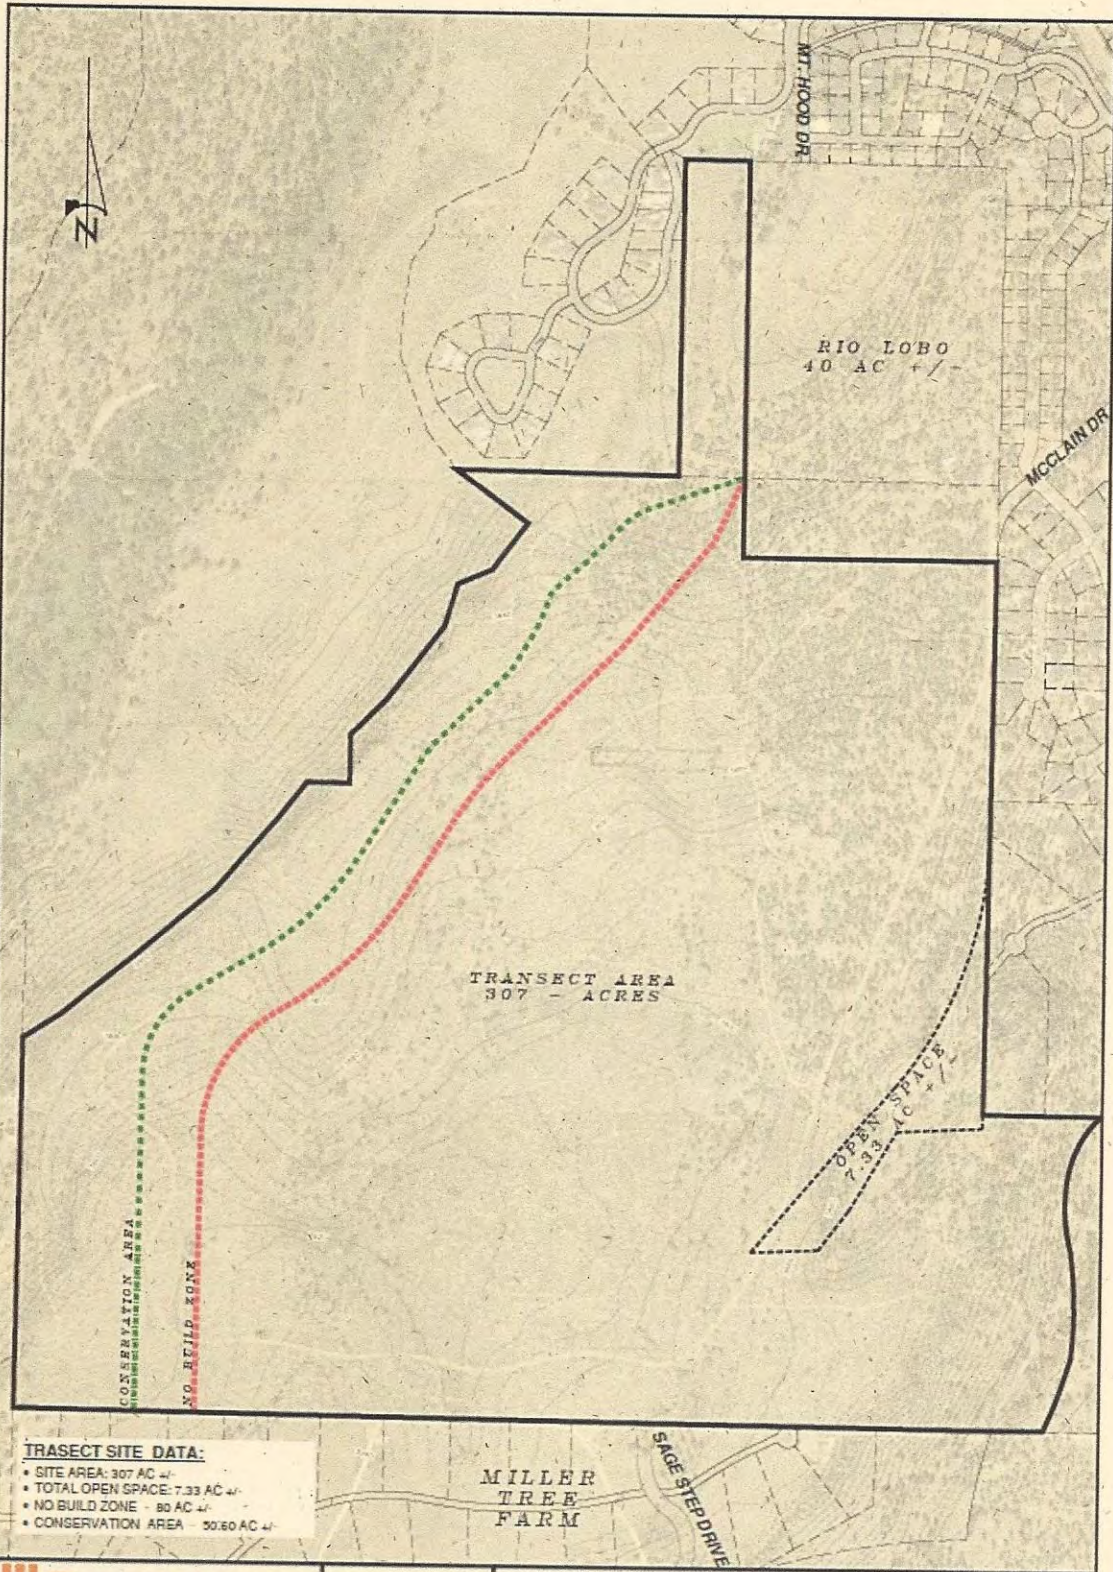 MT. HOOD DR
N
RIO LOBO
40 AC +/-
MCCLAIN DR
TRANSECT AREA
307 - ACRES
OPEN SPACE
7.33 AC +/-
CONSERVATION AREA
NO BUILD ZONE
TRASECT SITE DATA:
• SITE AREA: 307 AC +/-
• TOTAL OPEN SPACE: 7.33 AC +/-
• NO BUILD ZONE - 80 AC +/-
• CONSERVATION AREA - 50.60 AC +/-
MILLER
TREE
FARM
SAGE STEP DRIVE